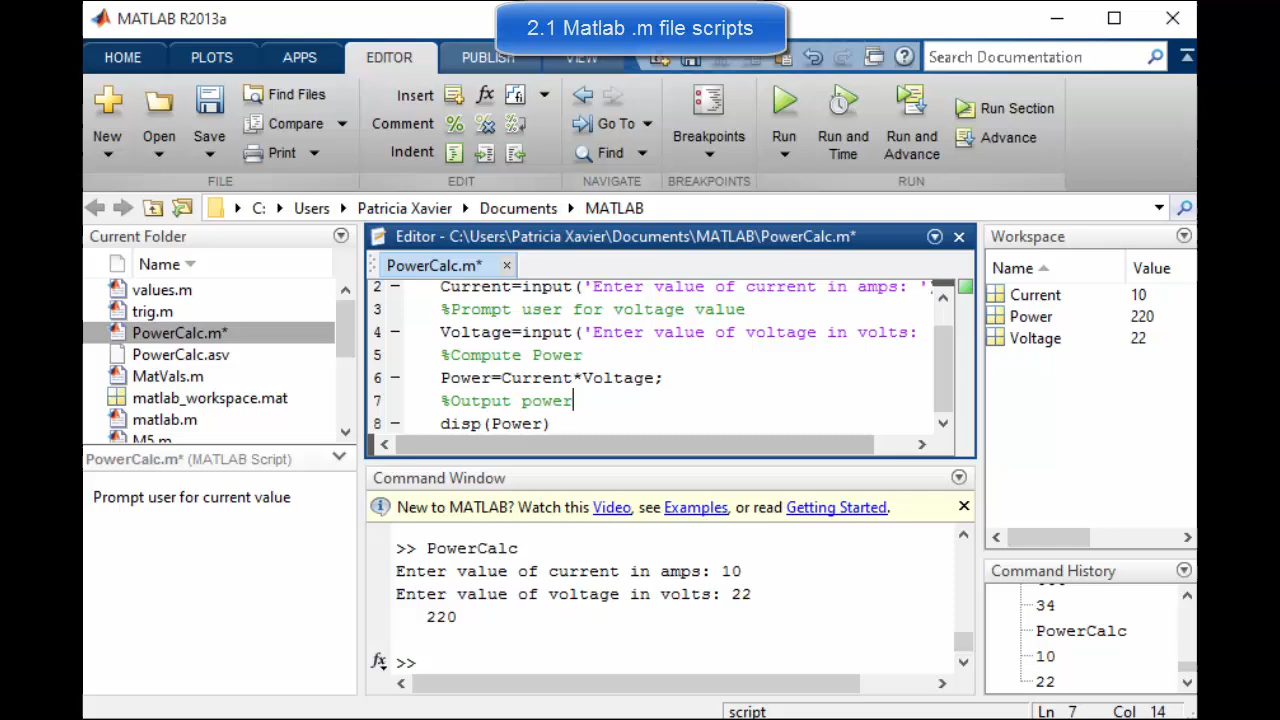 MATLAB R2013a
2.1 Matlab .m file scripts
HOME PLOTS APPS EDITOR PUBLISH VIEW
Search Documentation
New Open Save
Find Files
Compare
Print
FILE
Insert
Comment
Indent
EDIT
Go To
Find
NAVIGATE
Breakpoints
BREAKPOINTS
Run
Run and Time
Run and Advance
Run Section
Advance
RUN
C: Users Patricia Xavier Documents MATLAB
Current Folder
Name
values.m
trig.m
PowerCalc.m*
PowerCalc.asv
MatVals.m
matlab_workspace.mat
matlab.m
M5.m
PowerCalc.m* (MATLAB Script)
Prompt user for current value
Editor - C:\Users\Patricia Xavier\Documents\MATLAB\PowerCalc.m*
PowerCalc.m*
2 – Current=input('Enter value of current in amps: '
3 %Prompt user for voltage value
4 – Voltage=input('Enter value of voltage in volts:
5 %Compute Power
6 – Power=Current*Voltage;
7 %Output power
8 – disp(Power)
Command Window
New to MATLAB? Watch this Video, see Examples, or read Getting Started.
>> PowerCalc
Enter value of current in amps: 10
Enter value of voltage in volts: 22
220
fx >>
Workspace
Name Value
Current 10
Power 220
Voltage 22
Command History
34
PowerCalc
10
22
script Ln 7 Col 14